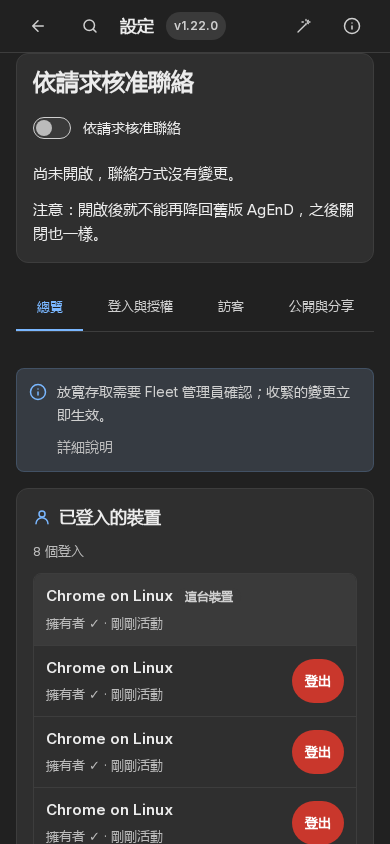 設定 v1.22.0
依請求核准聯絡
依請求核准聯絡
尚未開啟，聯絡方式沒有變更。
注意：開啟後就不能再降回舊版 AgEnD，之後關
閉也一樣。
總覽 登入與授權 訪客 公開與分享
放寬存取需要 Fleet 管理員確認；收緊的變更立
即生效。
詳細說明
已登入的裝置
8 個登入
Chrome on Linux 這台裝置
擁有者 ✓ · 剛剛活動
Chrome on Linux
擁有者 ✓ · 剛剛活動
登出
Chrome on Linux
擁有者 ✓ · 剛剛活動
登出
Chrome on Linux
擁有者 ✓ · 剛剛活動
登出